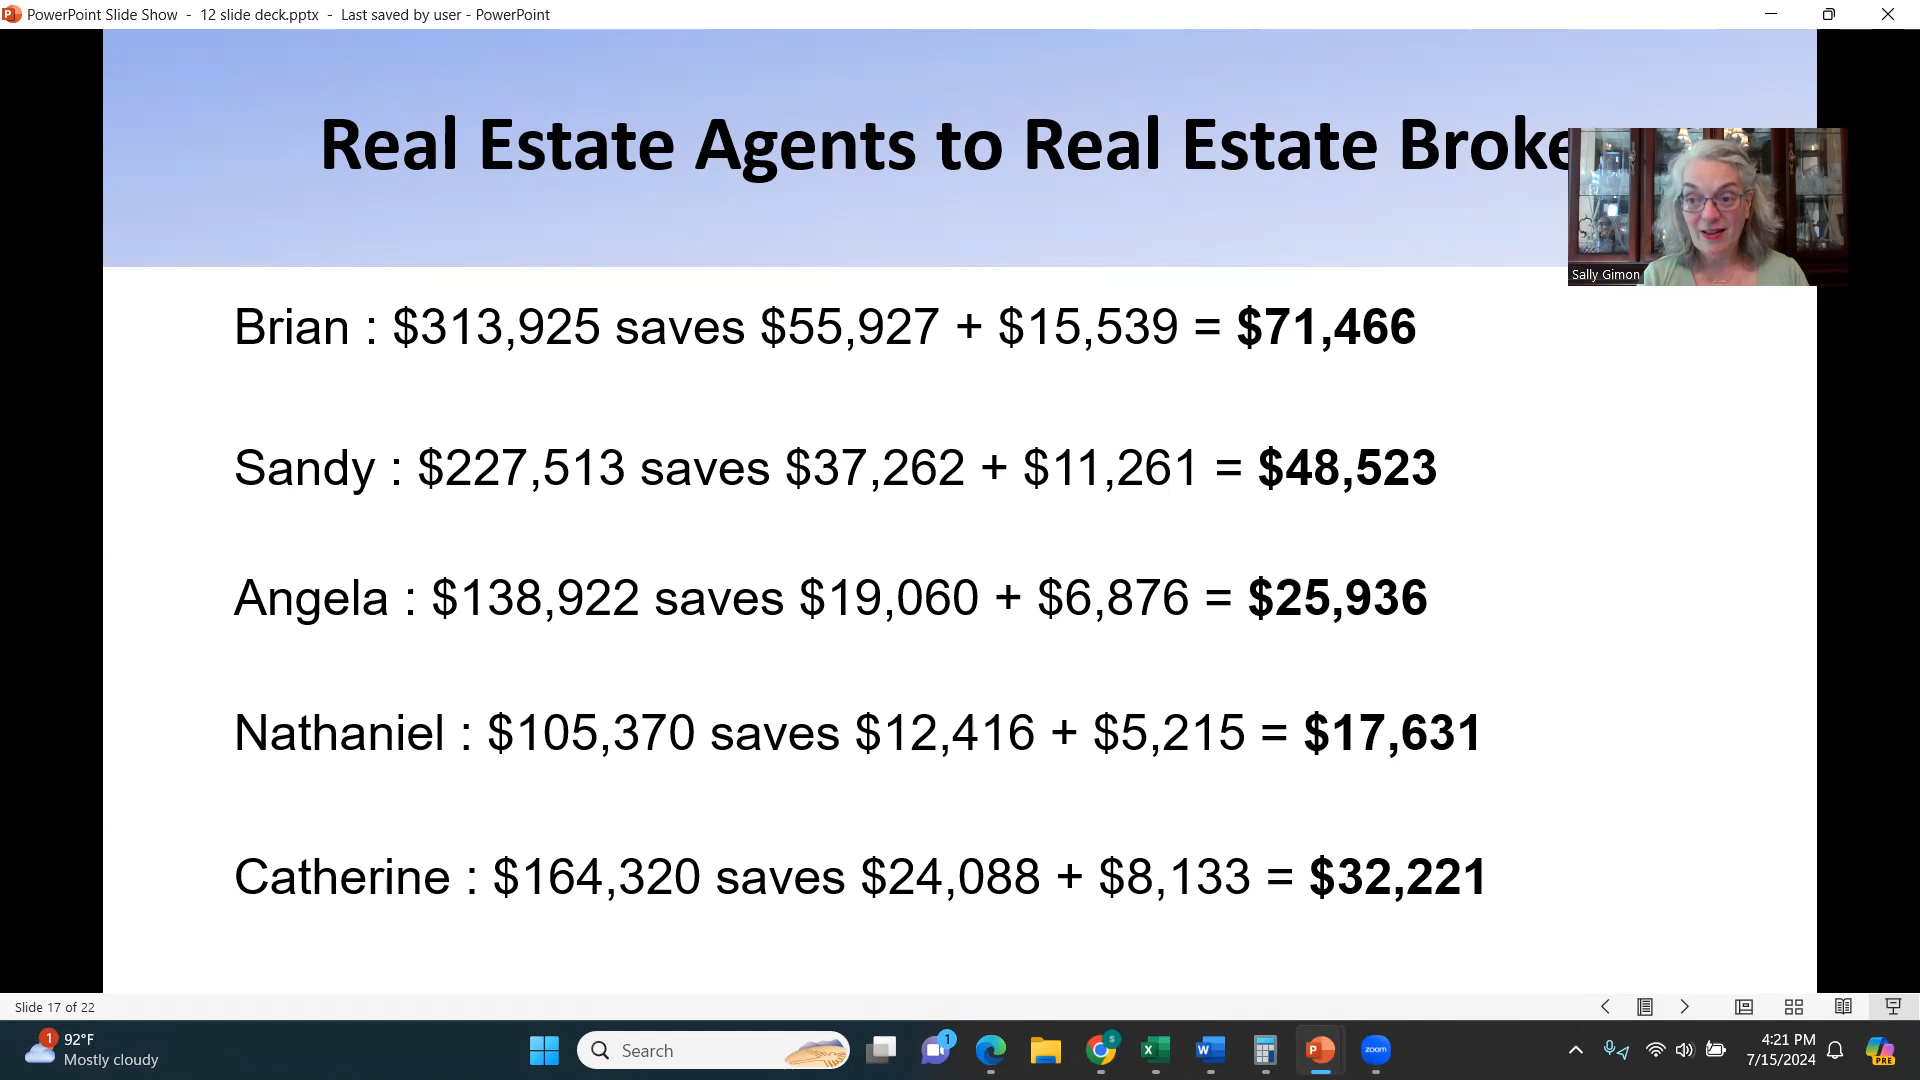 PowerPoint Slide Show - 12 slide deck.pptx - Last saved by user - PowerPoint
Real Estate Agents to Real Estate Broke
Sally Gimon
Brian : $313,925 saves $55,927 + $15,539 = $71,466
Sandy : $227,513 saves $37,262 + $11,261 = $48,523
Angela : $138,922 saves $19,060 + $6,876 = $25,936
Nathaniel : $105,370 saves $12,416 + $5,215 = $17,631
Catherine : $164,320 saves $24,088 + $8,133 = $32,221
Slide 17 of 22
1
92°F
Mostly cloudy
Search
1
S
X
W
P
zoom
4:21 PM
7/15/2024
PRE